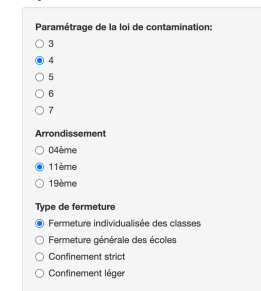 Paramétrage de la loi de contamination:
3
4
5
6
7
Arrondissement
04ème
11ème
19ème
Type de fermeture
Fermeture individualisée des classes
Fermeture générale des écoles
Confinement strict
Confinement léger